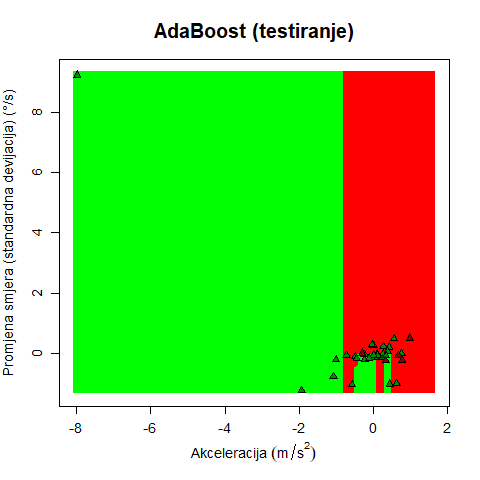 AdaBoost (testiranje)
Promjena smjera (standardna devijacija) (°/s)
8
6
4
2
0
-8 -6 -4 -2 0 2
Akceleracija (m/s²)